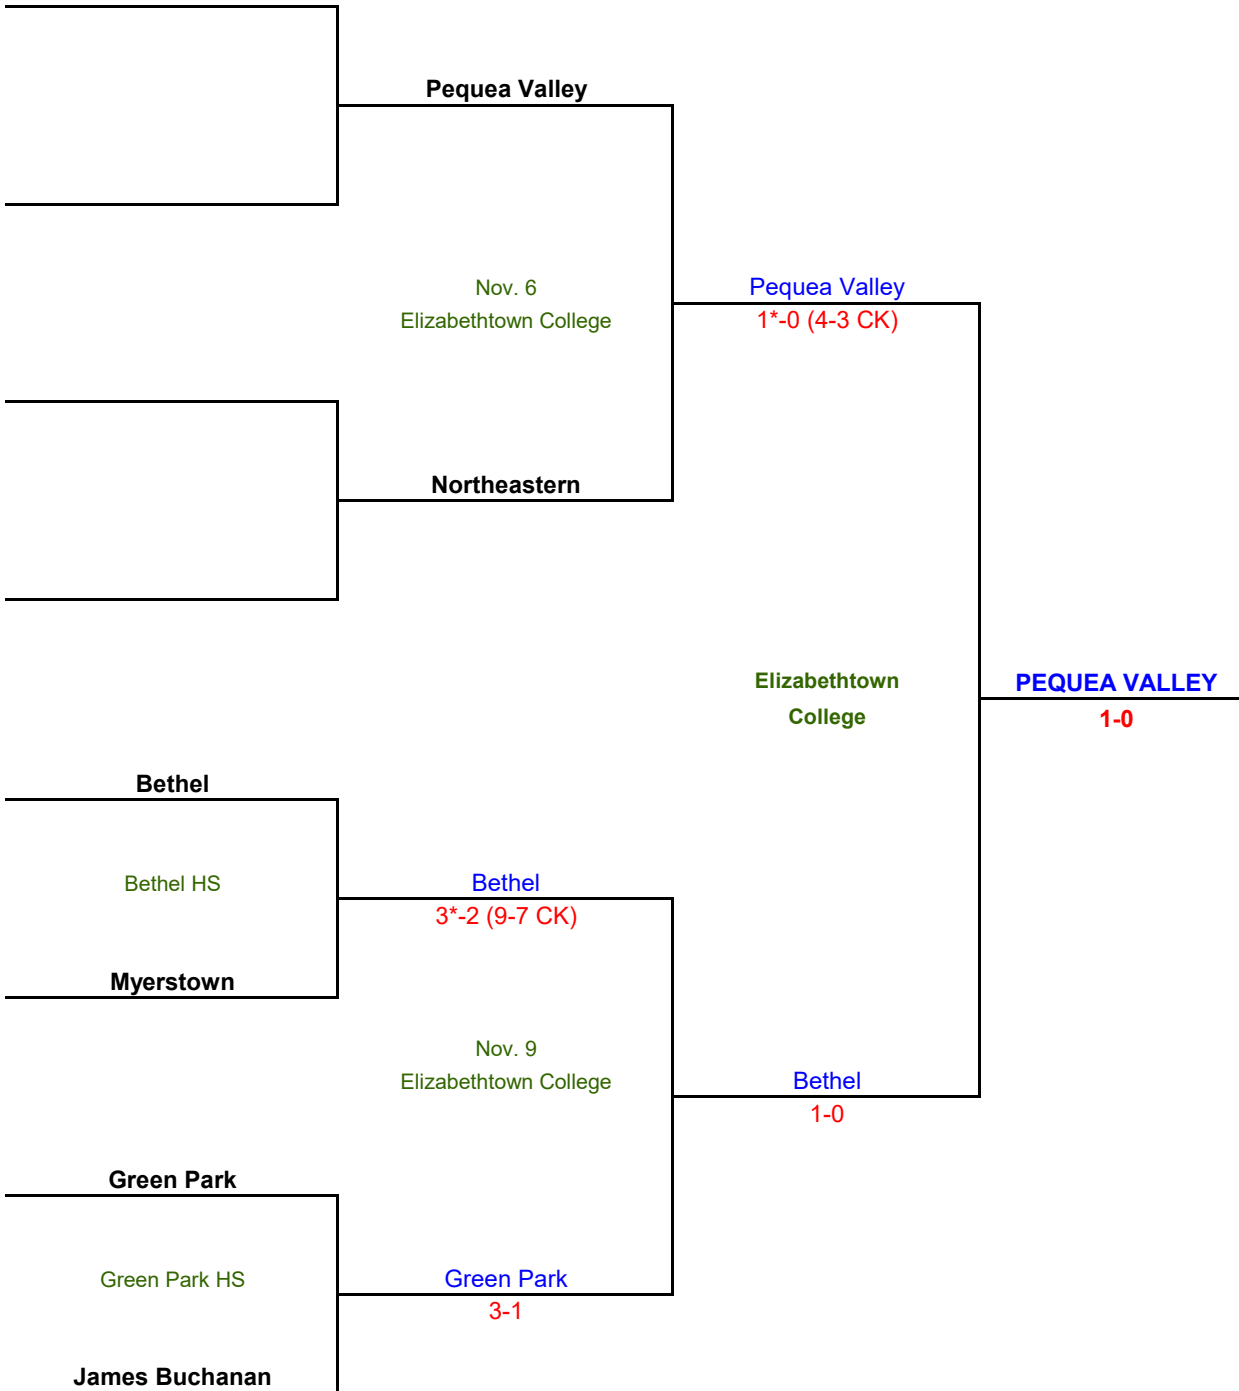 Pequea Valley
Nov. 6
Elizabethtown College
Pequea Valley
1*-0 (4-3 CK)
Northeastern
Elizabethtown
College
PEQUEA VALLEY
1-0
Bethel
Bethel HS
Bethel
3*-2 (9-7 CK)
Myerstown
Nov. 9
Elizabethtown College
Bethel
1-0
Green Park
Green Park HS
Green Park
3-1
James Buchanan